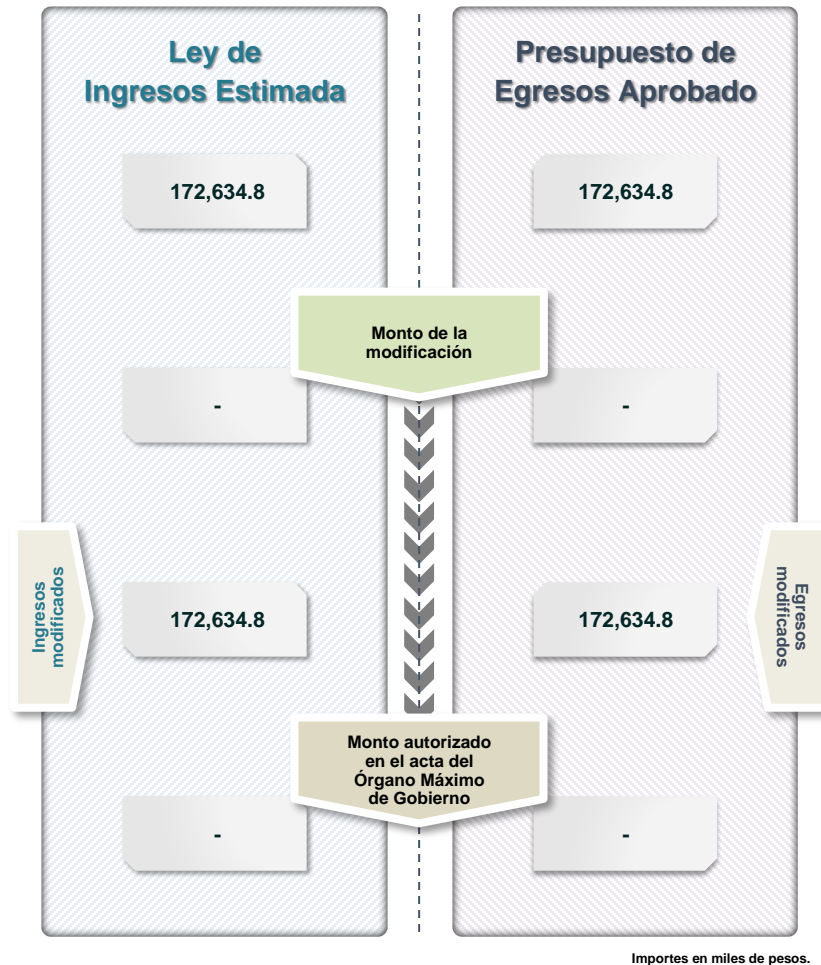 Ley de
Ingresos Estimada
Presupuesto de
Egresos Aprobado
172,634.8
172,634.8
Monto de la
modificación
-
-
Ingresos
modificados
172,634.8
172,634.8
Egresos
modificados
Monto autorizado
en el acta del
Órgano Máximo
de Gobierno
-
-
Importes en miles de pesos.